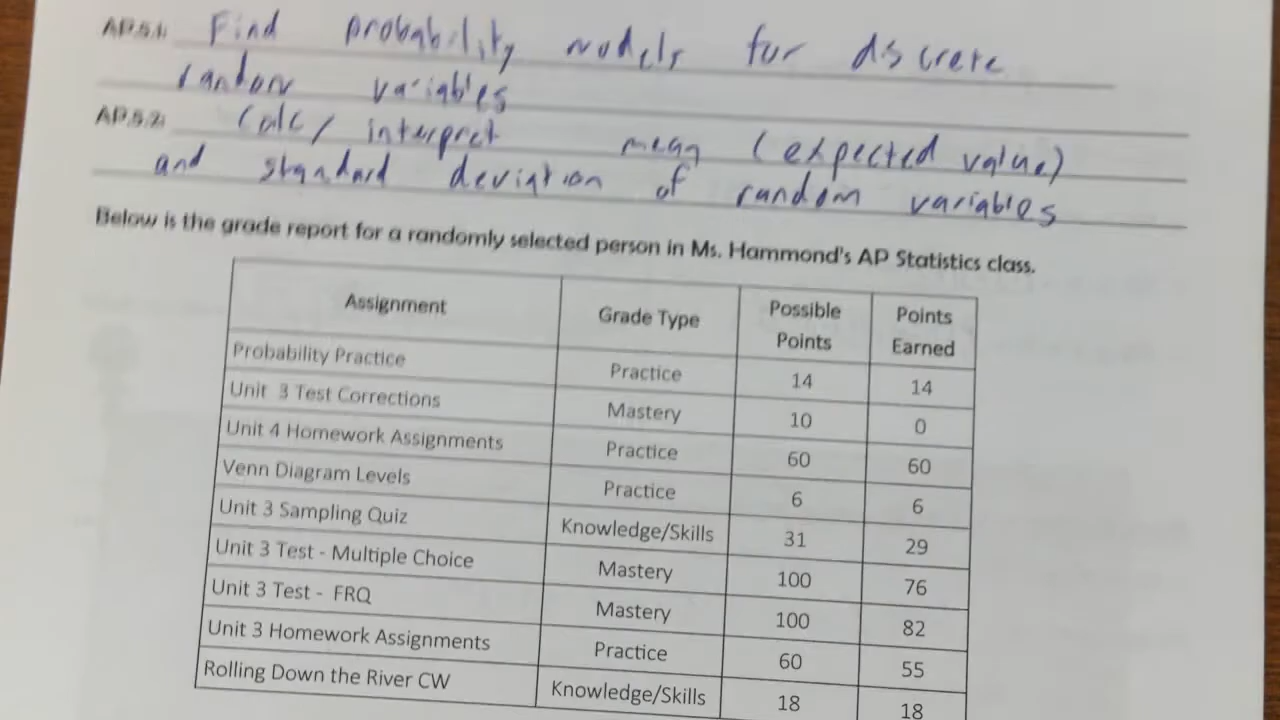 AP.5.1: Find probability models for discrete
random variables
AP.5.2: Calc/interpret mean (expected value)
and standard deviation of random variables
Below is the grade report for a randomly selected person in Ms. Hammond's AP Statistics class.
Assignment Grade Type Possible Points Points Earned
Probability Practice Practice 14 14
Unit 3 Test Corrections Mastery 10 0
Unit 4 Homework Assignments Practice 60 60
Venn Diagram Levels Practice 6 6
Unit 3 Sampling Quiz Knowledge/Skills 31 29
Unit 3 Test - Multiple Choice Mastery 100 76
Unit 3 Test - FRQ Mastery 100 82
Unit 3 Homework Assignments Practice 60 55
Rolling Down the River CW Knowledge/Skills 18 18